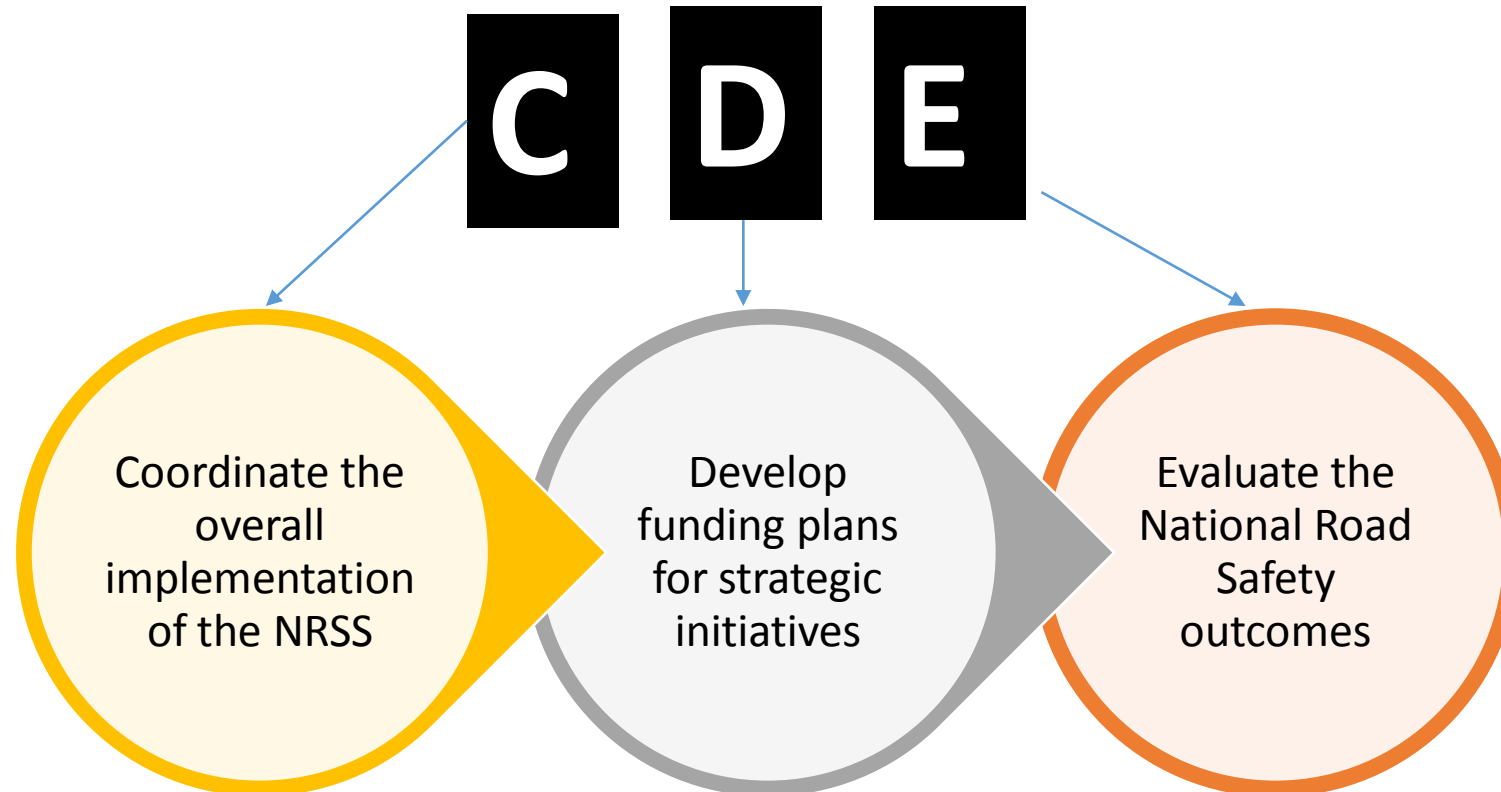 C D E
Coordinate the
overall
implementation
of the NRSS
Develop
funding plans
for strategic
initiatives
Evaluate the
National Road
Safety
outcomes